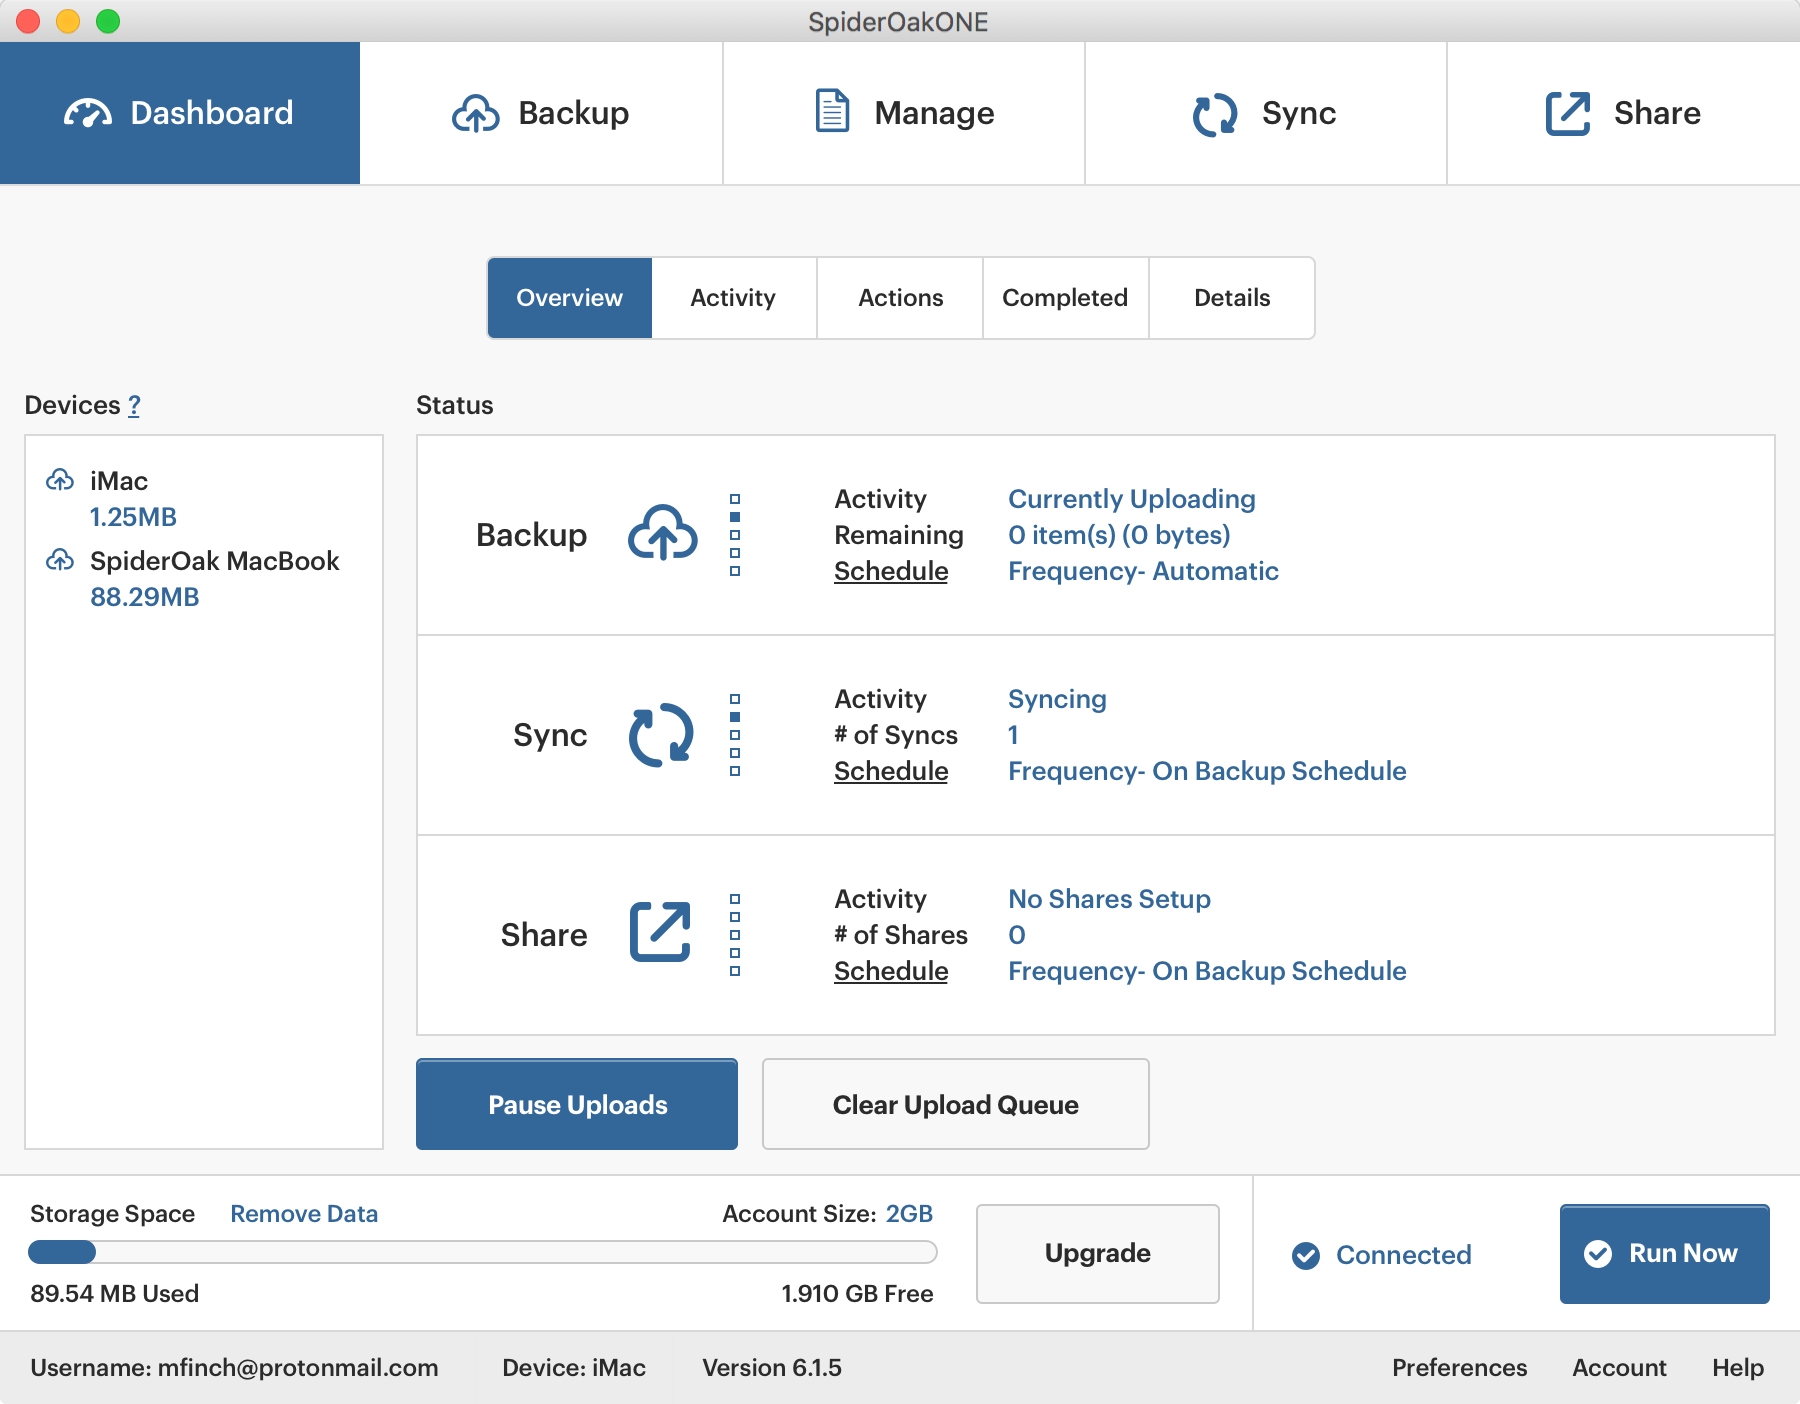 SpiderOakONE
Dashboard
Backup
Manage
Sync
Share
Overview
Activity
Actions
Completed
Details
Devices ?
iMac
1.25MB
SpiderOak MacBook
88.29MB
Status
Backup
Activity Currently Uploading
Remaining 0 item(s) (0 bytes)
Schedule Frequency- Automatic
Sync
Activity Syncing
# of Syncs 1
Schedule Frequency- On Backup Schedule
Share
Activity No Shares Setup
# of Shares 0
Schedule Frequency- On Backup Schedule
Pause Uploads
Clear Upload Queue
Storage Space Remove Data Account Size: 2GB
89.54 MB Used 1.910 GB Free
Upgrade
Connected
Run Now
Username: mfinch@protonmail.com Device: iMac Version 6.1.5 Preferences Account Help